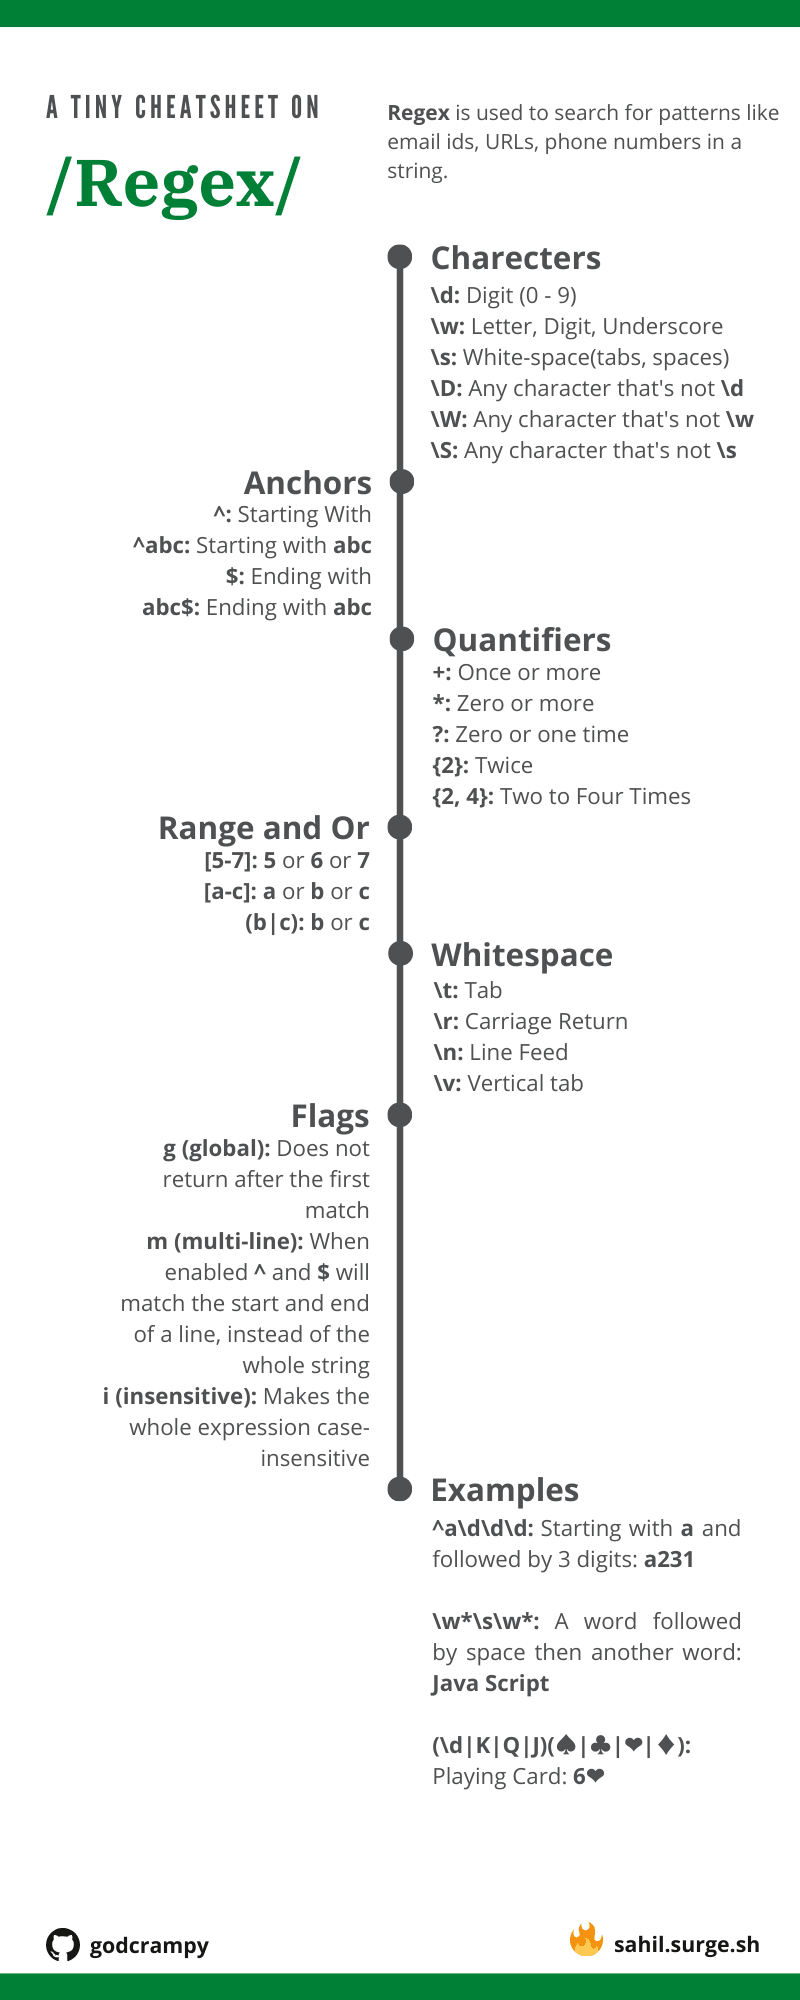 A TINY CHEATSHEET ON
/Regex/
Regex is used to search for patterns like
email ids, URLs, phone numbers in a
string.
Charecters
\d: Digit (0 - 9)
\w: Letter, Digit, Underscore
\s: White-space(tabs, spaces)
\D: Any character that's not \d
\W: Any character that's not \w
\S: Any character that's not \s
Anchors
^: Starting With
^abc: Starting with abc
$: Ending with
abc$: Ending with abc
Quantifiers
+: Once or more
*: Zero or more
?: Zero or one time
{2}: Twice
{2, 4}: Two to Four Times
Range and Or
[5-7]: 5 or 6 or 7
[a-c]: a or b or c
(b|c): b or c
Whitespace
\t: Tab
\r: Carriage Return
\n: Line Feed
\v: Vertical tab
Flags
g (global): Does not
return after the first
match
m (multi-line): When
enabled ^ and $ will
match the start and end
of a line, instead of the
whole string
i (insensitive): Makes the
whole expression case-
insensitive
Examples
^a\d\d\d: Starting with a and
followed by 3 digits: a231
\w*\s\w*: A word followed
by space then another word:
Java Script
(\d|K|Q|J)(♠|♣|❤|♦):
Playing Card: 6❤
godcrampy
sahil.surge.sh